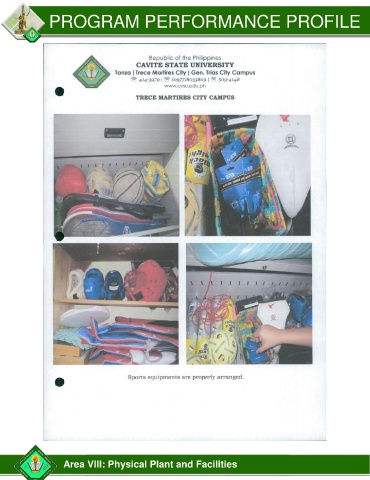 PROGRAM PERFORMANCE PROFILE
Republic of the Philippines
CAVITE STATE UNIVERSITY
Tanza | Trece Martires City | Gen. Trias City Campus
www.cvsu.edu.ph
TRECE MARTIRES CITY CAMPUS
Sports equipments are properly arranged.
Area VIII: Physical Plant and Facilities